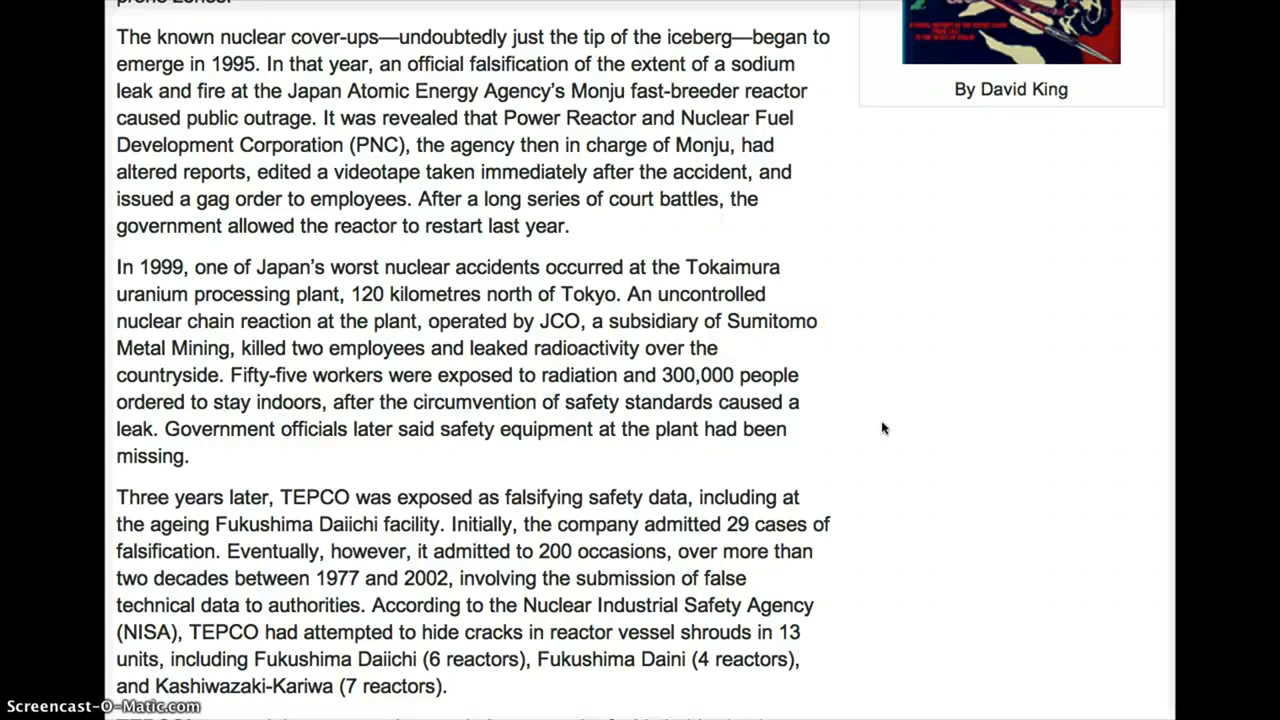 The known nuclear cover-ups—undoubtedly just the tip of the iceberg—began to
emerge in 1995. In that year, an official falsification of the extent of a sodium
leak and fire at the Japan Atomic Energy Agency’s Monju fast-breeder reactor
caused public outrage. It was revealed that Power Reactor and Nuclear Fuel
Development Corporation (PNC), the agency then in charge of Monju, had
altered reports, edited a videotape taken immediately after the accident, and
issued a gag order to employees. After a long series of court battles, the
government allowed the reactor to restart last year.
In 1999, one of Japan’s worst nuclear accidents occurred at the Tokaimura
uranium processing plant, 120 kilometres north of Tokyo. An uncontrolled
nuclear chain reaction at the plant, operated by JCO, a subsidiary of Sumitomo
Metal Mining, killed two employees and leaked radioactivity over the
countryside. Fifty-five workers were exposed to radiation and 300,000 people
ordered to stay indoors, after the circumvention of safety standards caused a
leak. Government officials later said safety equipment at the plant had been
missing.
Three years later, TEPCO was exposed as falsifying safety data, including at
the ageing Fukushima Daiichi facility. Initially, the company admitted 29 cases of
falsification. Eventually, however, it admitted to 200 occasions, over more than
two decades between 1977 and 2002, involving the submission of false
technical data to authorities. According to the Nuclear Industrial Safety Agency
(NISA), TEPCO had attempted to hide cracks in reactor vessel shrouds in 13
units, including Fukushima Daiichi (6 reactors), Fukushima Daini (4 reactors),
and Kashiwazaki-Kariwa (7 reactors).
By David King
Screencast-O-Matic.com